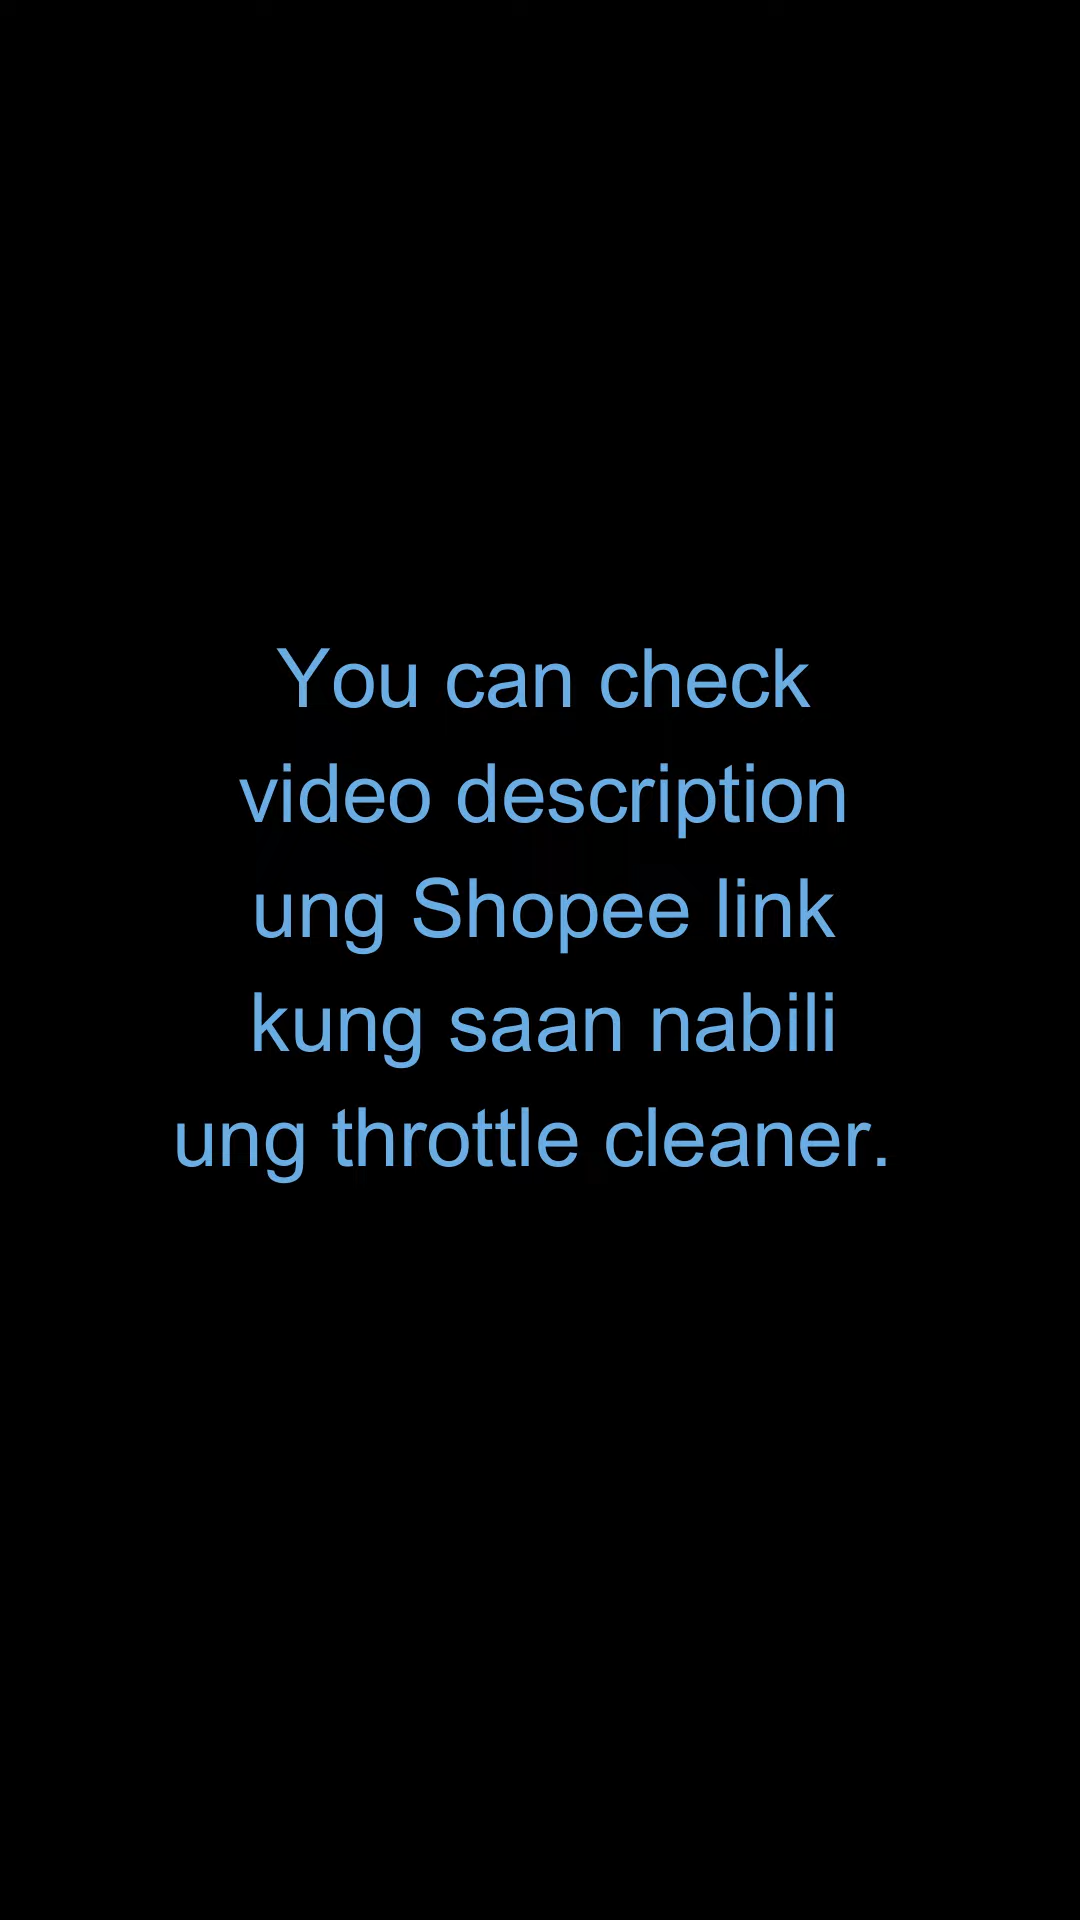 You can check
video description
ung Shopee link
kung saan nabili
ung throttle cleaner.